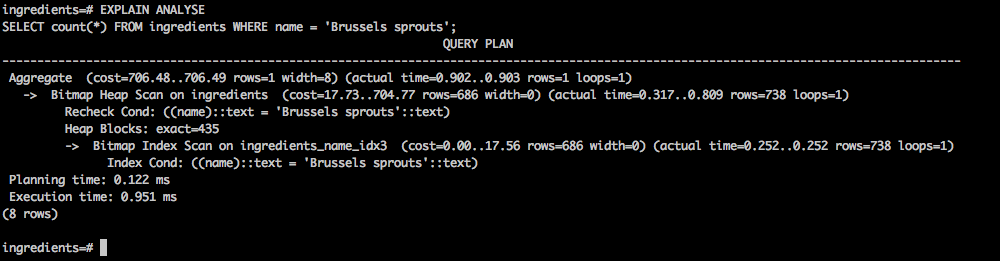 ingredients=# EXPLAIN ANALYSE
SELECT count(*) FROM ingredients WHERE name = 'Brussels sprouts';
QUERY PLAN
-----------------------------------------------------------------------------------------------------------------------------------------
Aggregate  (cost=706.48..706.49 rows=1 width=8) (actual time=0.902..0.903 rows=1 loops=1)
->  Bitmap Heap Scan on ingredients  (cost=17.73..704.77 rows=686 width=0) (actual time=0.317..0.809 rows=738 loops=1)
Recheck Cond: ((name)::text = 'Brussels sprouts'::text)
Heap Blocks: exact=435
->  Bitmap Index Scan on ingredients_name_idx3  (cost=0.00..17.56 rows=686 width=0) (actual time=0.252..0.252 rows=738 loops=1)
Index Cond: ((name)::text = 'Brussels sprouts'::text)
Planning time: 0.122 ms
Execution time: 0.951 ms
(8 rows)
ingredients=#